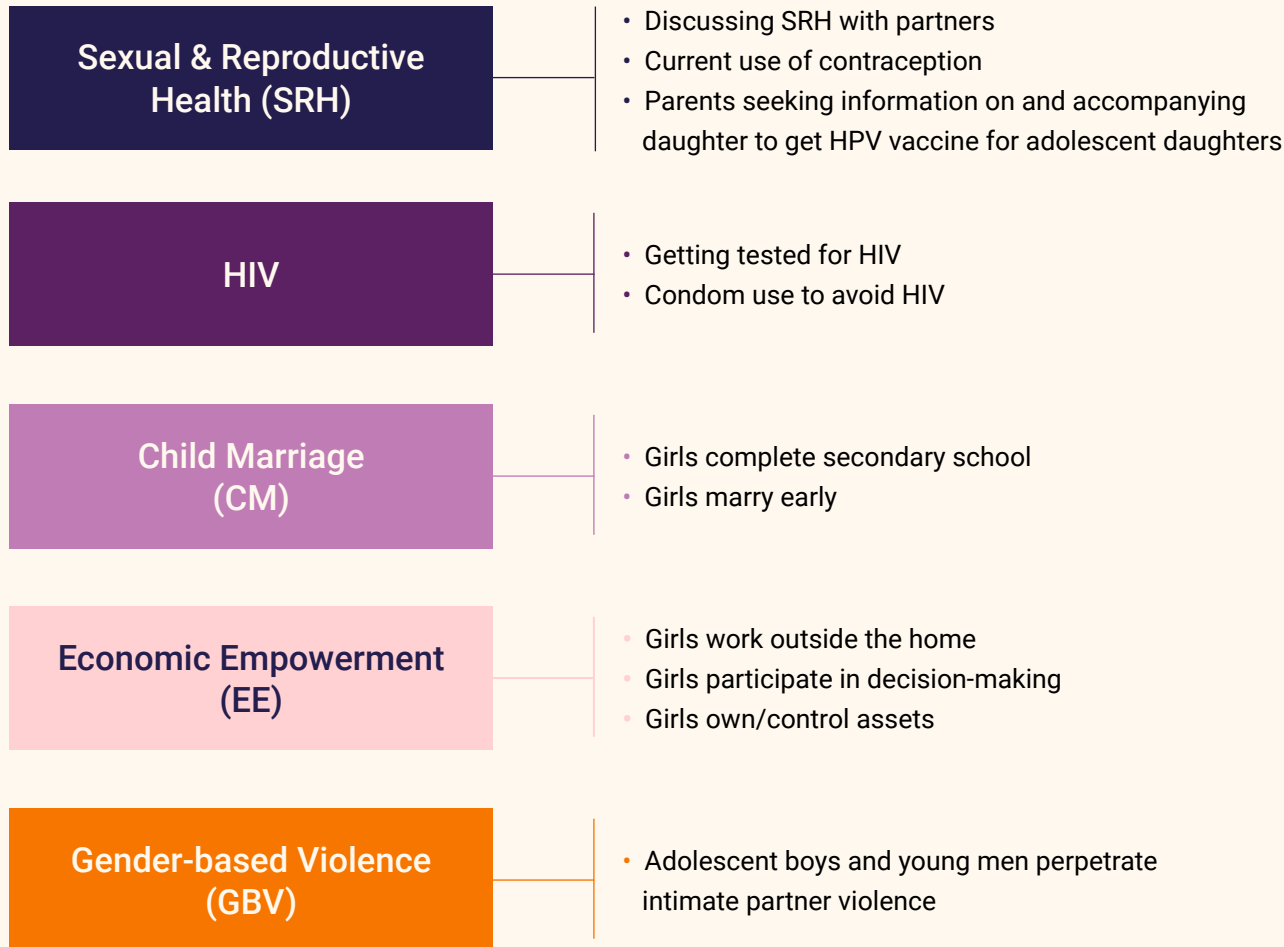 Sexual & Reproductive
Health (SRH)
• Discussing SRH with partners
• Current use of contraception
• Parents seeking information on and accompanying
daughter to get HPV vaccine for adolescent daughters
HIV
• Getting tested for HIV
• Condom use to avoid HIV
Child Marriage
(CM)
• Girls complete secondary school
• Girls marry early
Economic Empowerment
(EE)
• Girls work outside the home
• Girls participate in decision-making
• Girls own/control assets
Gender-based Violence
(GBV)
• Adolescent boys and young men perpetrate
intimate partner violence